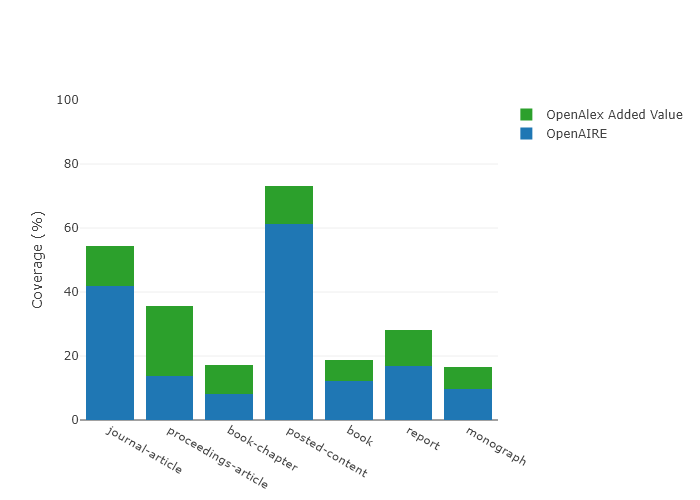 100
80
60
40
20
0
Coverage (%)
OpenAlex Added Value
OpenAIRE
journal-article
proceedings-article
book-chapter
posted-content
book
report
monograph